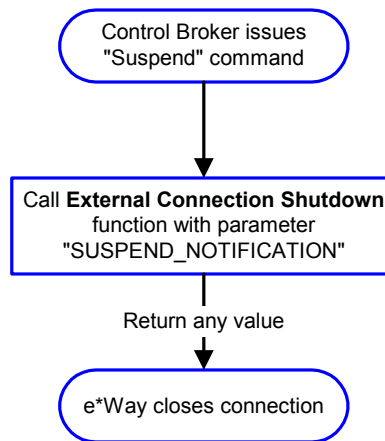 Control Broker issues
"Suspend" command
Call External Connection Shutdown
function with parameter
"SUSPEND_NOTIFICATION"
Return any value
e*Way closes connection